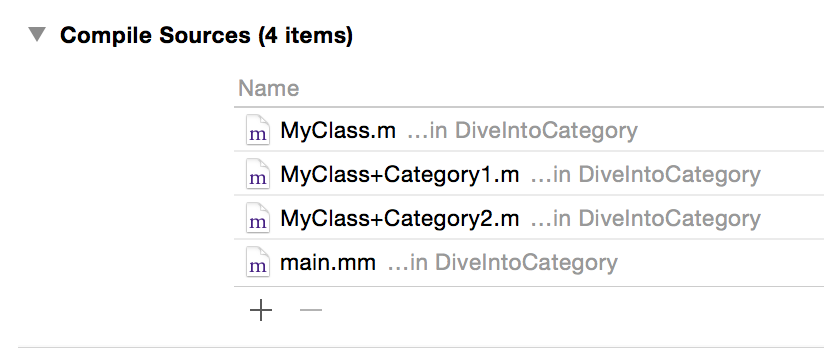 Compile Sources (4 items)
Name
m MyClass.m ...in DiveIntoCategory
m MyClass+Category1.m ...in DiveIntoCategory
m MyClass+Category2.m ...in DiveIntoCategory
m main.mm ...in DiveIntoCategory